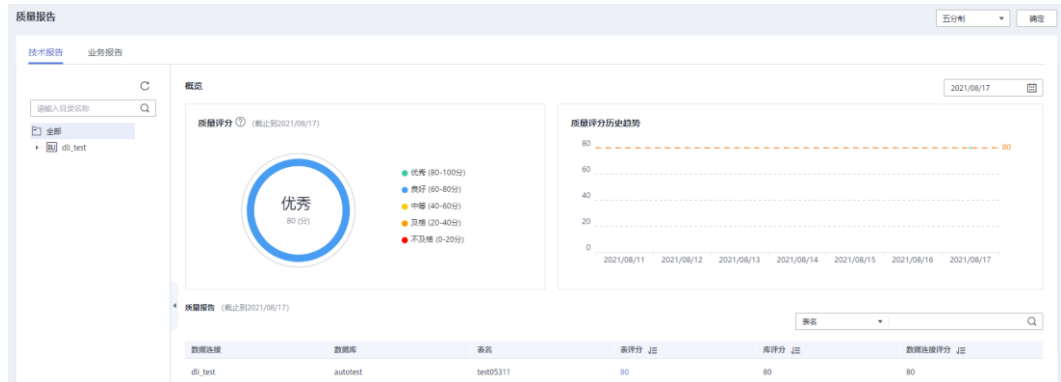 质量报告
五分制
确定
技术报告 业务报告
概览
2021/08/17
请输入目录名称
全部
DLI dli_test
质量评分 ? (截止到2021/08/17)
优秀
80 (分)
优秀 (80-100分)
良好 (60-80分)
中等 (40-60分)
及格 (20-40分)
不及格 (0-20分)
质量评分历史趋势
80 80
60
40
20
0
2021/08/11 2021/08/12 2021/08/13 2021/08/14 2021/08/15 2021/08/16 2021/08/17
质量报告 (截止到2021/08/17)
表名
数据连接 数据库 表名 表评分 库评分 数据连接评分
dli_test autotest test05311 80 80 80